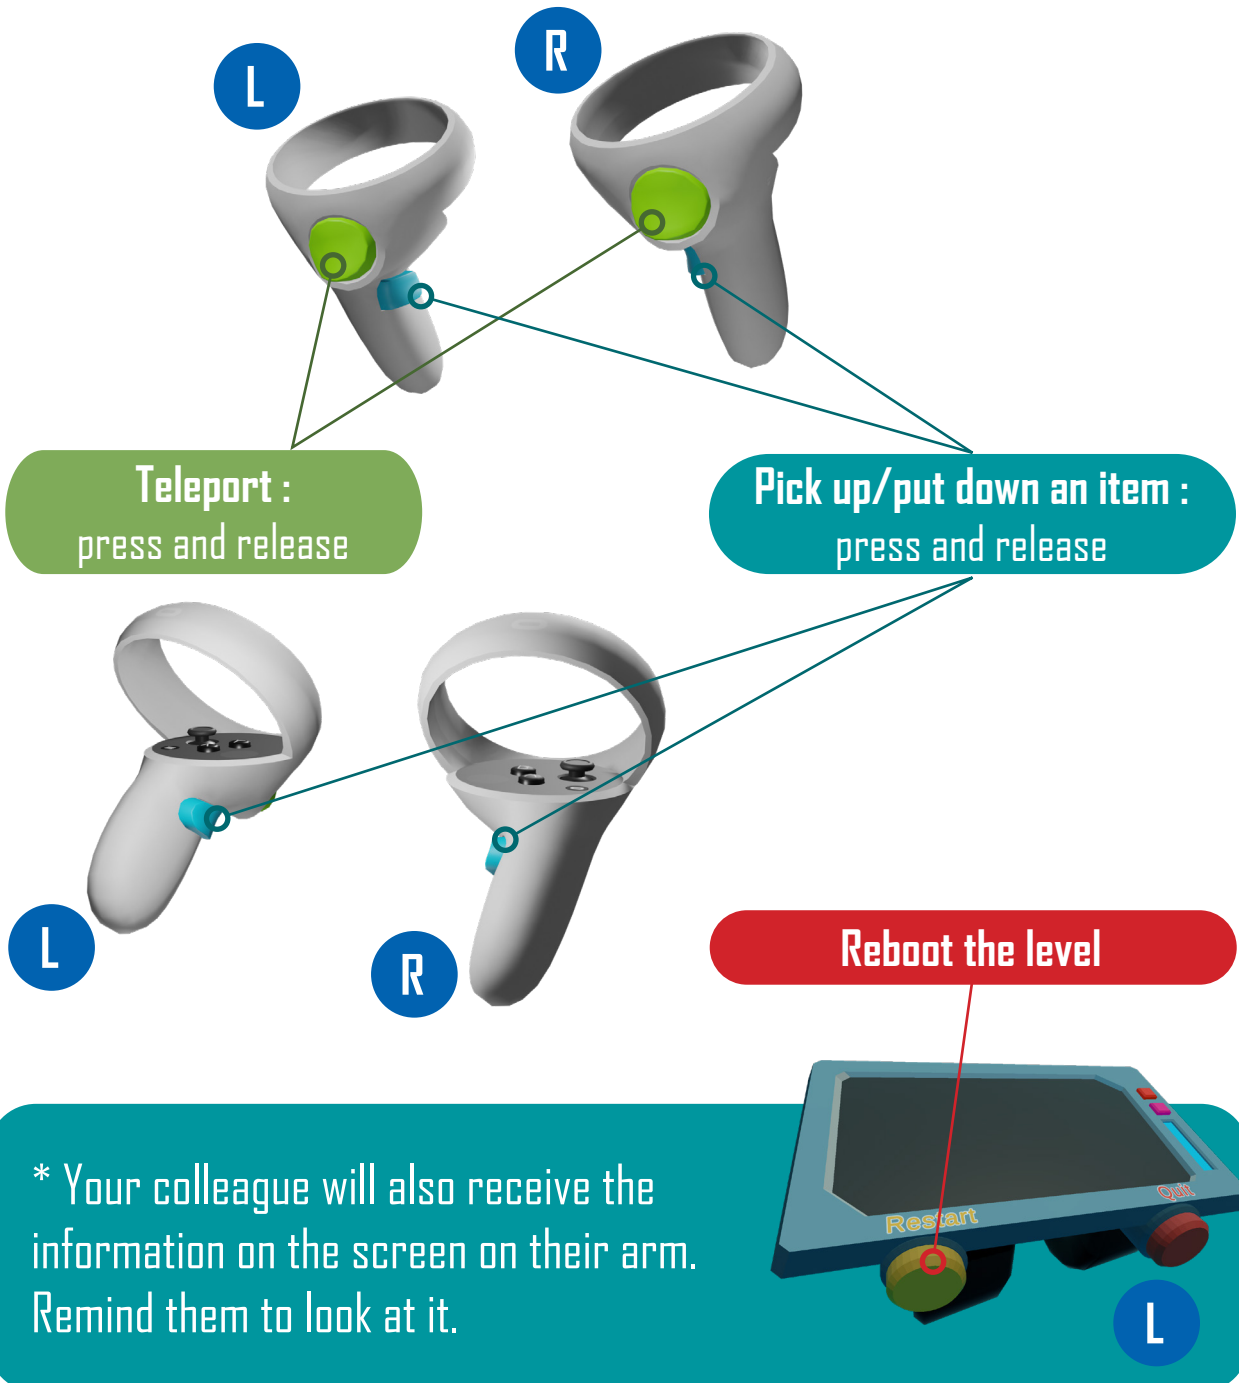 L
R
Teleport :
press and release
Pick up/put down an item :
press and release
L
R
Reboot the level
Restart
Quit
* Your colleague will also receive the
information on the screen on their arm.
Remind them to look at it.
L